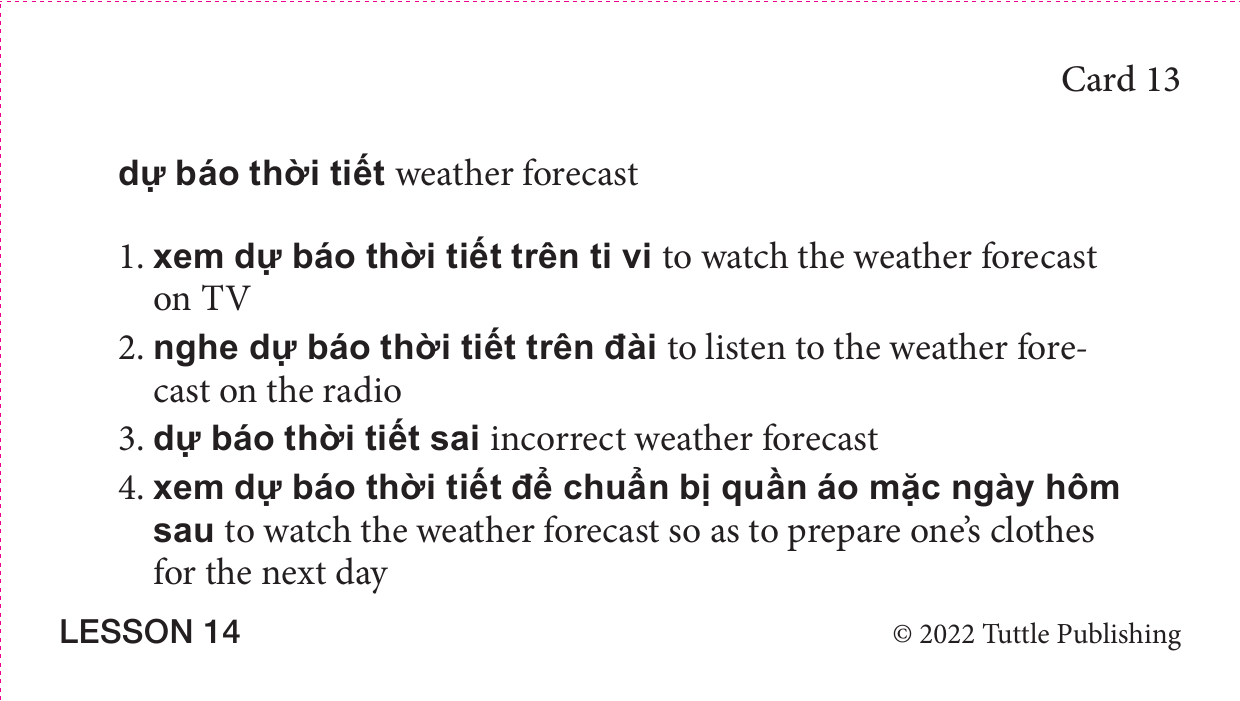 Card 13
dự báo thời tiết weather forecast
1. xem dự báo thời tiết trên ti vi to watch the weather forecast
on TV
2. nghe dự báo thời tiết trên đài to listen to the weather fore-
cast on the radio
3. dự báo thời tiết sai incorrect weather forecast
4. xem dự báo thời tiết để chuẩn bị quần áo mặc ngày hôm
sau to watch the weather forecast so as to prepare one’s clothes
for the next day
LESSON 14
© 2022 Tuttle Publishing